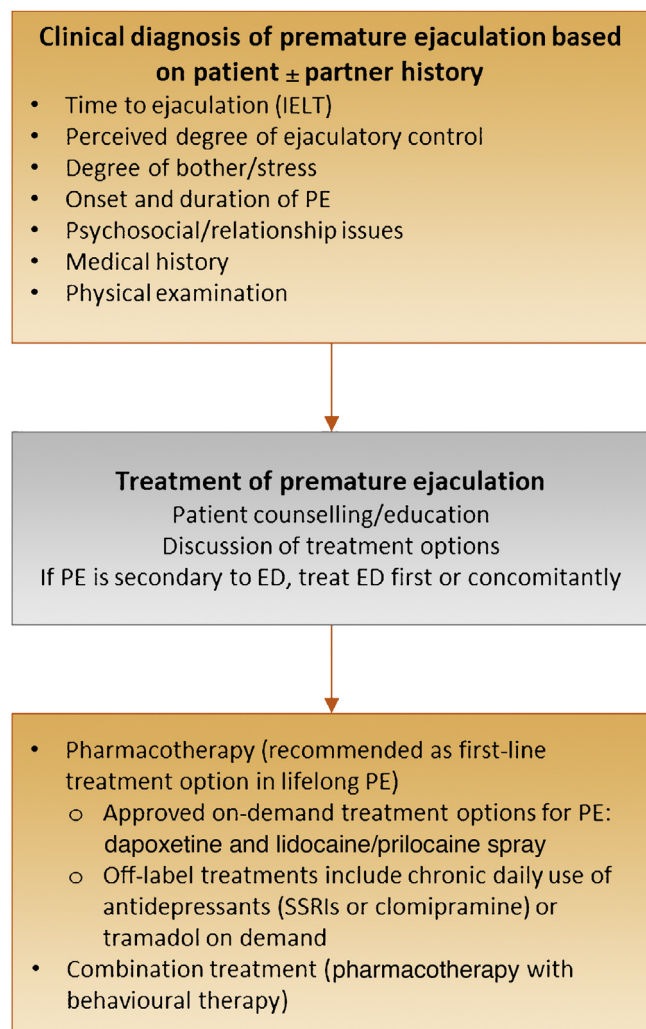 Clinical diagnosis of premature ejaculation based
on patient ± partner history
• Time to ejaculation (IELT)
• Perceived degree of ejaculatory control
• Degree of bother/stress
• Onset and duration of PE
• Psychosocial/relationship issues
• Medical history
• Physical examination
Treatment of premature ejaculation
Patient counselling/education
Discussion of treatment options
If PE is secondary to ED, treat ED first or concomitantly
• Pharmacotherapy (recommended as first-line
treatment option in lifelong PE)
o Approved on-demand treatment options for PE:
dapoxetine and lidocaine/prilocaine spray
o Off-label treatments include chronic daily use of
antidepressants (SSRIs or clomipramine) or
tramadol on demand
• Combination treatment (pharmacotherapy with
behavioural therapy)